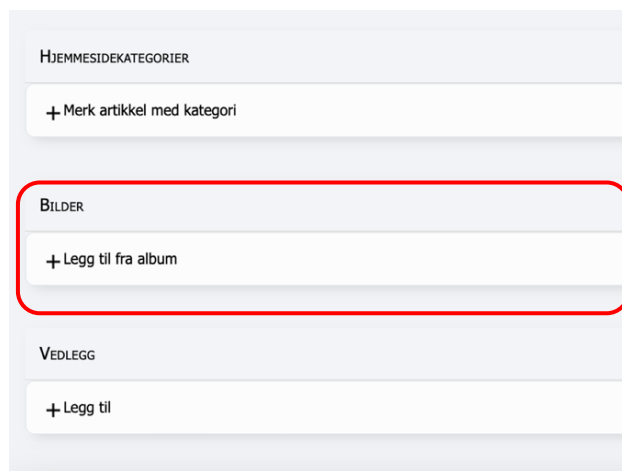 Hjemmesidekategorier
+ Merk artikkel med kategori
Bilder
+ Legg til fra album
Vedlegg
+ Legg til